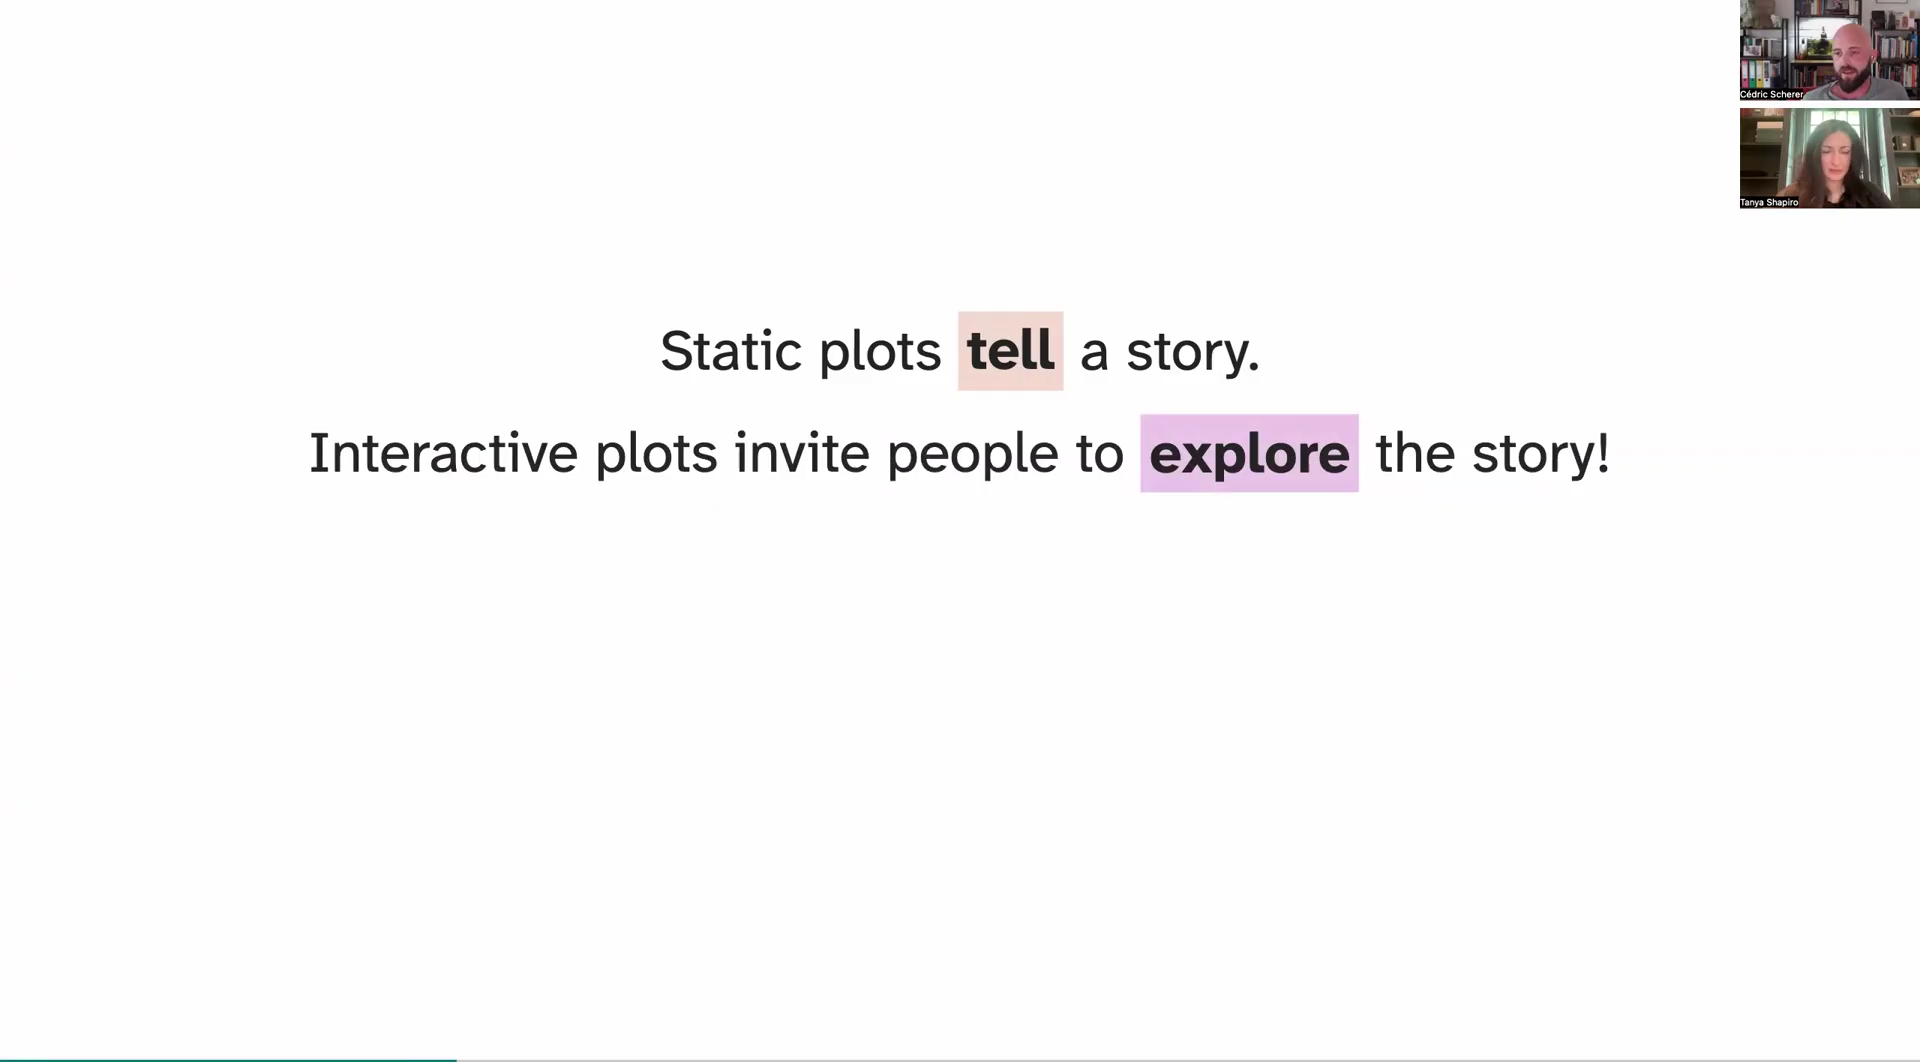 Cédric Scherer
Tanya Shapiro
Static plots tell a story.
Interactive plots invite people to explore the story!